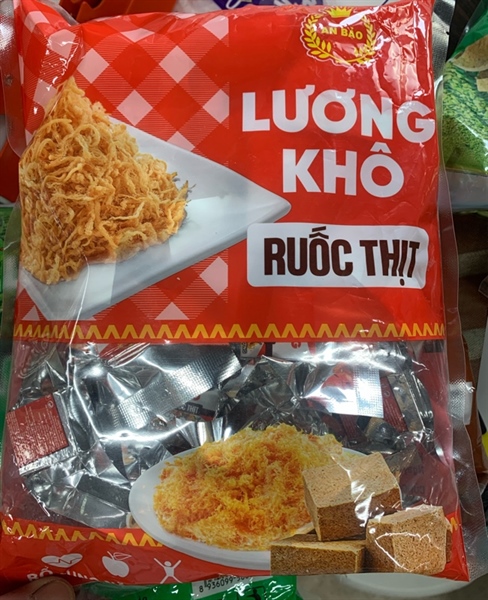 AN BẢO
LƯƠNG
KHÔ
RUỐC THỊT